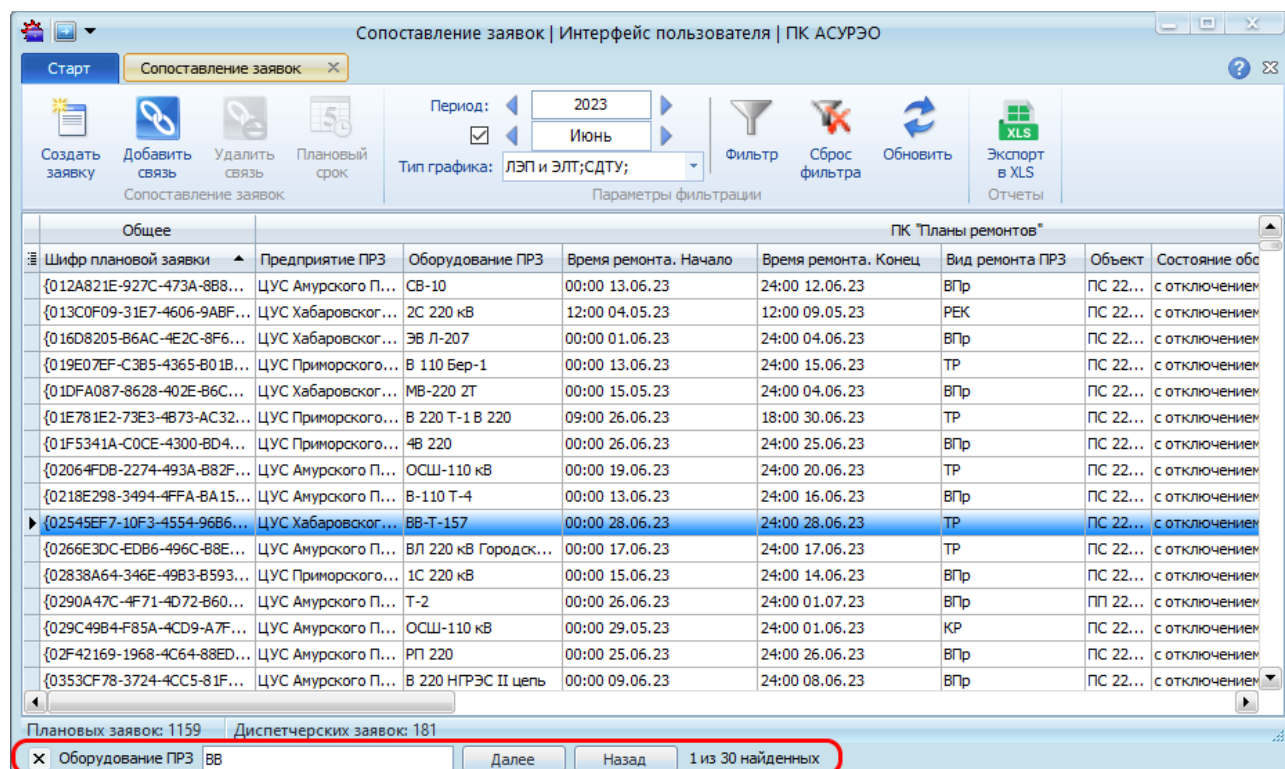 Сопоставление заявок | Интерфейс пользователя | ПК АСУРЭО
Старт Сопоставление заявок
Создать заявку Добавить связь Удалить связь Плановый срок
Сопоставление заявок
Период: 2023
Июнь
Тип графика: ЛЭП и ЭЛТ;СДТУ;
Фильтр Сброс фильтра Обновить
Параметры фильтрации
XLS
Экспорт в XLS
Отчеты
Общее ПК "Планы ремонтов"
Шифр плановой заявки Предприятие ПРЗ Оборудование ПРЗ Время ремонта. Начало Время ремонта. Конец Вид ремонта ПРЗ Объект Состояние обо
{012A821E-927C-473A-8B8... ЦУС Амурского П... СВ-10 00:00 13.06.23 24:00 12.06.23 ВПр ПС 22... с отключением
{013C0F09-31E7-4606-9ABF... ЦУС Хабаровског... 2С 220 кВ 12:00 04.05.23 12:00 09.05.23 РЕК ПС 22... с отключением
{016D8205-B6AC-4E2C-8F6... ЦУС Хабаровског... ЭВ Л-207 00:00 01.06.23 24:00 04.06.23 ВПр ПС 22... с отключением
{019E07EF-C3B5-4365-B01B... ЦУС Приморского... В 110 Бер-1 00:00 13.06.23 24:00 15.06.23 ТР ПС 22... с отключением
{01DFA087-8628-402E-B6C... ЦУС Хабаровског... МВ-220 2Т 00:00 15.05.23 24:00 04.06.23 ВПр ПС 22... с отключением
{01E781E2-73E3-4B73-AC32... ЦУС Приморского... В 220 Т-1 В 220 09:00 26.06.23 18:00 30.06.23 ТР ПС 22... с отключением
{01F5341A-C0CE-4300-BD4... ЦУС Приморского... 4В 220 00:00 26.06.23 24:00 25.06.23 ВПр ПС 22... с отключением
{02064FDB-2274-493A-B82F... ЦУС Амурского П... ОСШ-110 кВ 00:00 19.06.23 24:00 20.06.23 ТР ПС 22... с отключением
{0218E298-3494-4FFA-BA15... ЦУС Амурского П... В-110 Т-4 00:00 13.06.23 24:00 16.06.23 ВПр ПС 22... с отключением
{02545EF7-10F3-4554-96B6... ЦУС Хабаровског... ВВ-Т-157 00:00 28.06.23 24:00 28.06.23 ТР ПС 22... с отключением
{0266E3DC-EDB6-496C-B8E... ЦУС Амурского П... ВЛ 220 кВ Городск... 00:00 17.06.23 24:00 17.06.23 ТР ПС 22... с отключением
{02838A64-346E-49B3-B593... ЦУС Приморского... 1С 220 кВ 00:00 15.06.23 24:00 14.06.23 ВПр ПС 22... с отключением
{0290A47C-4F71-4D72-B60... ЦУС Амурского П... Т-2 00:00 26.06.23 24:00 01.07.23 ВПр ПП 22... с отключением
{029C49B4-F85A-4CD9-A7F... ЦУС Амурского П... ОСШ-110 кВ 00:00 29.05.23 24:00 01.06.23 КР ПС 22... с отключением
{02F42169-1968-4C64-88ED... ЦУС Амурского П... РП 220 00:00 25.06.23 24:00 26.06.23 ВПр ПС 22... с отключением
{0353CF78-3724-4CC5-81F... ЦУС Амурского П... В 220 НГРЭС II цепь 00:00 09.06.23 24:00 08.06.23 ВПр ПС 22... с отключением
Плановых заявок: 1159 Диспетчерских заявок: 181
Оборудование ПРЗ ВВ Далее Назад 1 из 30 найденных